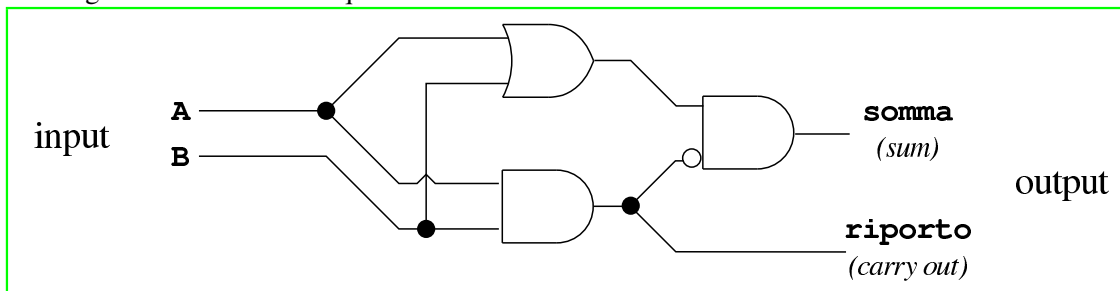 A
B
input
somma
(sum)
riporto
(carry out)
output